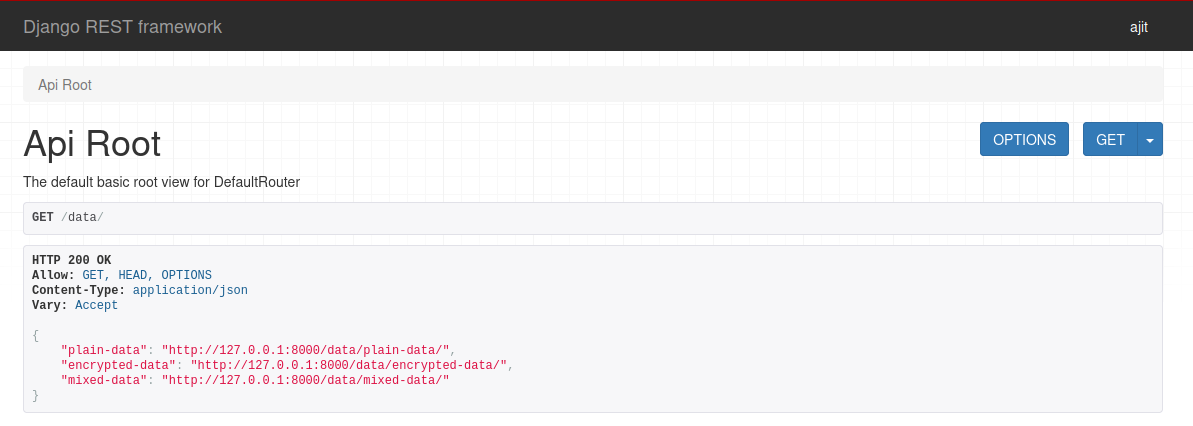 Django REST framework
ajit
Api Root
Api Root
OPTIONS
GET
The default basic root view for DefaultRouter
GET /data/
HTTP 200 OK
Allow: GET, HEAD, OPTIONS
Content-Type: application/json
Vary: Accept
{
    "plain-data": "http://127.0.0.1:8000/data/plain-data/",
    "encrypted-data": "http://127.0.0.1:8000/data/encrypted-data/",
    "mixed-data": "http://127.0.0.1:8000/data/mixed-data/"
}